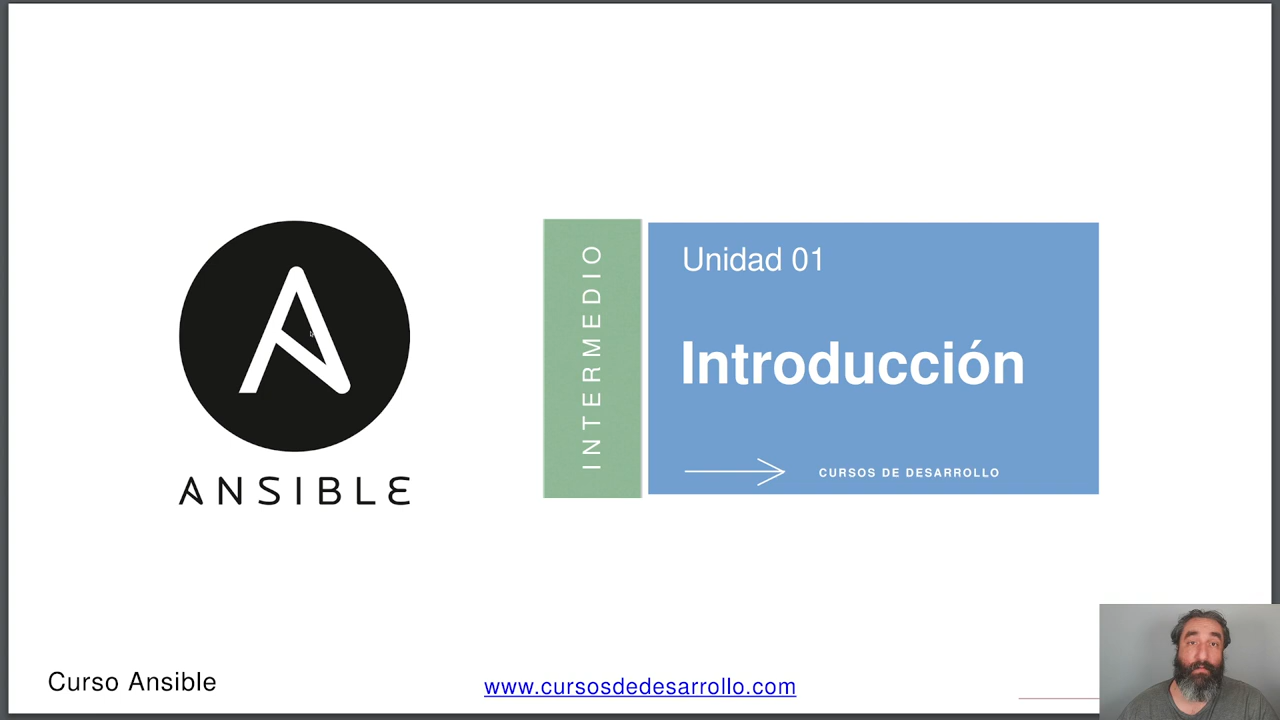 ANSIBLE
INTERMEDIO
Unidad 01
Introducción
CURSOS DE DESARROLLO
Curso Ansible
www.cursosdedesarrollo.com